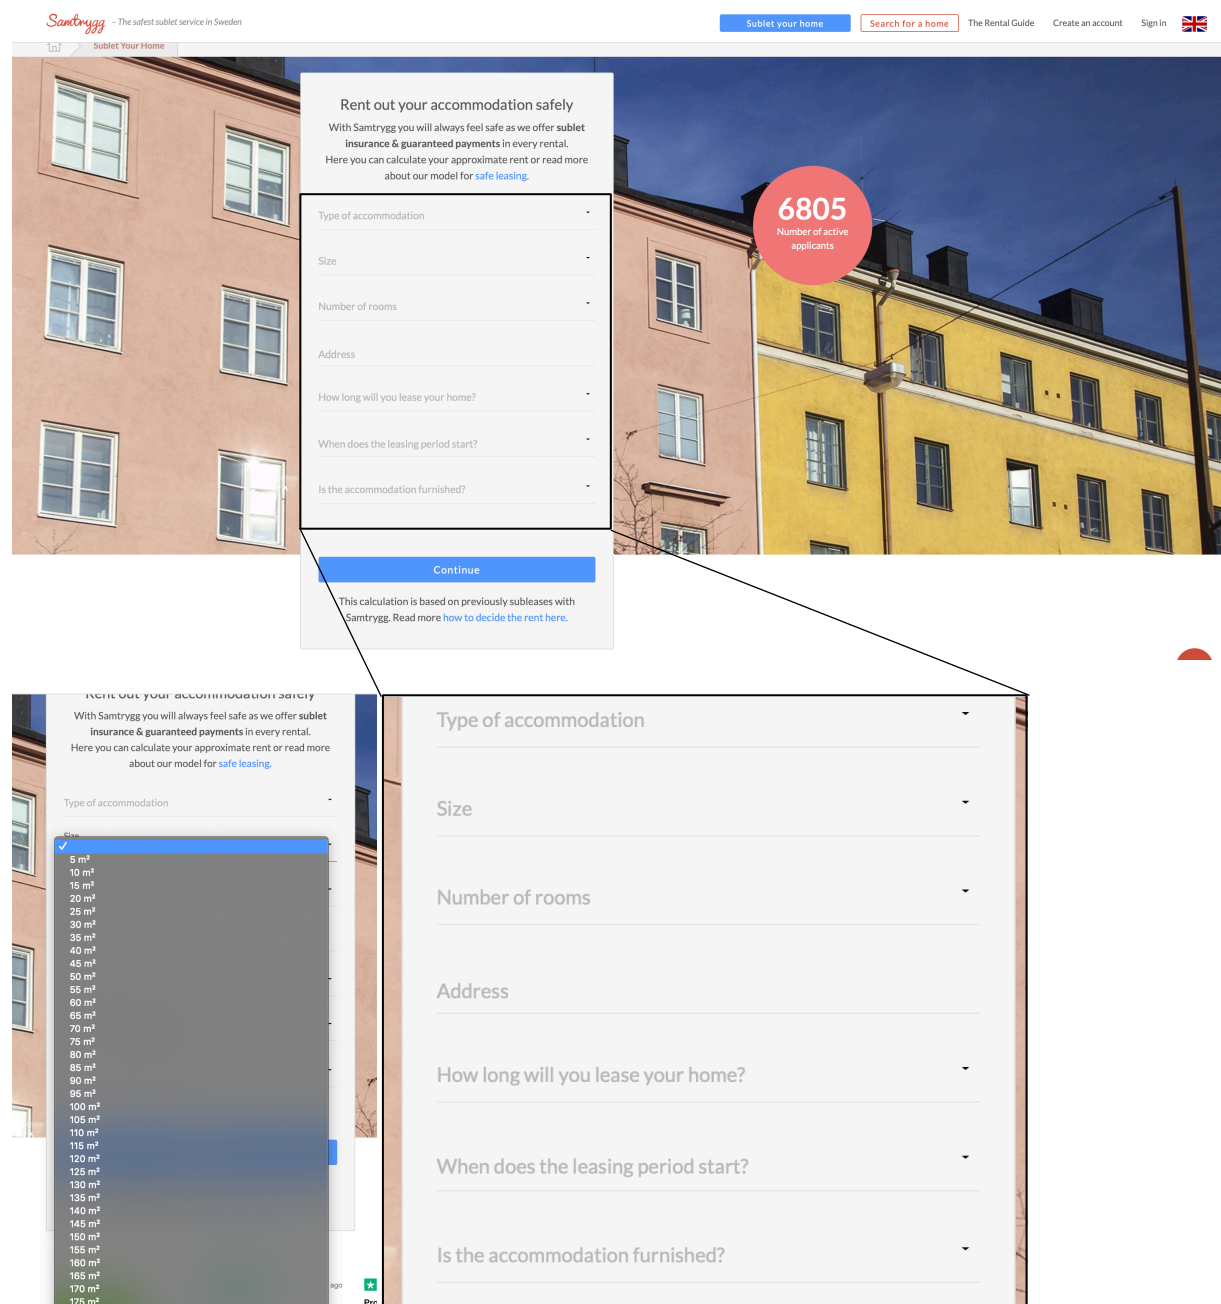 Samtrygg – The safest sublet service in Sweden
Sublet your home
Search for a home
The Rental Guide
Create an account
Sign in
Sublet Your Home
Rent out your accommodation safely
With Samtrygg you will always feel safe as we offer sublet
insurance & guaranteed payments in every rental.
Here you can calculate your approximate rent or read more
about our model for safe leasing.
Type of accommodation
Size
Number of rooms
Address
How long will you lease your home?
When does the leasing period start?
Is the accommodation furnished?
Continue
This calculation is based on previously subleases with
Samtrygg. Read more how to decide the rent here.
6805
Number of active
applicants
Rent out your accommodation safely
With Samtrygg you will always feel safe as we offer sublet
insurance & guaranteed payments in every rental.
Here you can calculate your approximate rent or read more
about our model for safe leasing.
Type of accommodation
Size
5 m²
10 m²
15 m²
20 m²
25 m²
30 m²
35 m²
40 m²
45 m²
50 m²
55 m²
60 m²
65 m²
70 m²
75 m²
80 m²
85 m²
90 m²
95 m²
100 m²
105 m²
110 m²
115 m²
120 m²
125 m²
130 m²
135 m²
140 m²
145 m²
150 m²
155 m²
160 m²
165 m²
170 m²
175 m²
ago
Pro
Type of accommodation
Size
Number of rooms
Address
How long will you lease your home?
When does the leasing period start?
Is the accommodation furnished?